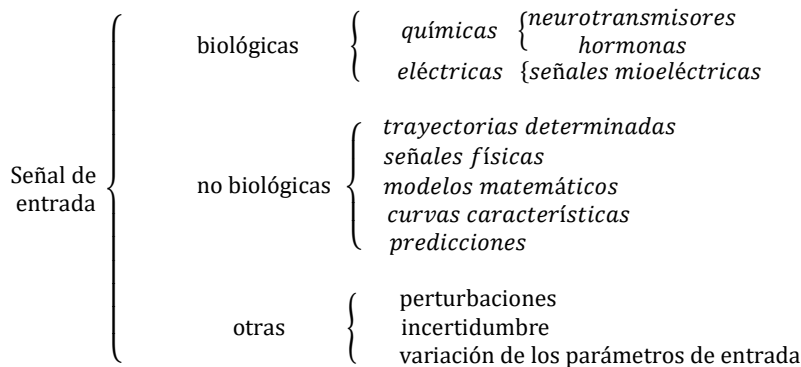 biológicas
químicas {neurotransmisores
hormonas
eléctricas {señales mioeléctricas
Señal de
entrada
no biológicas
trayectorias determinadas
señales físicas
modelos matemáticos
curvas características
predicciones
otras
perturbaciones
incertidumbre
variación de los parámetros de entrada